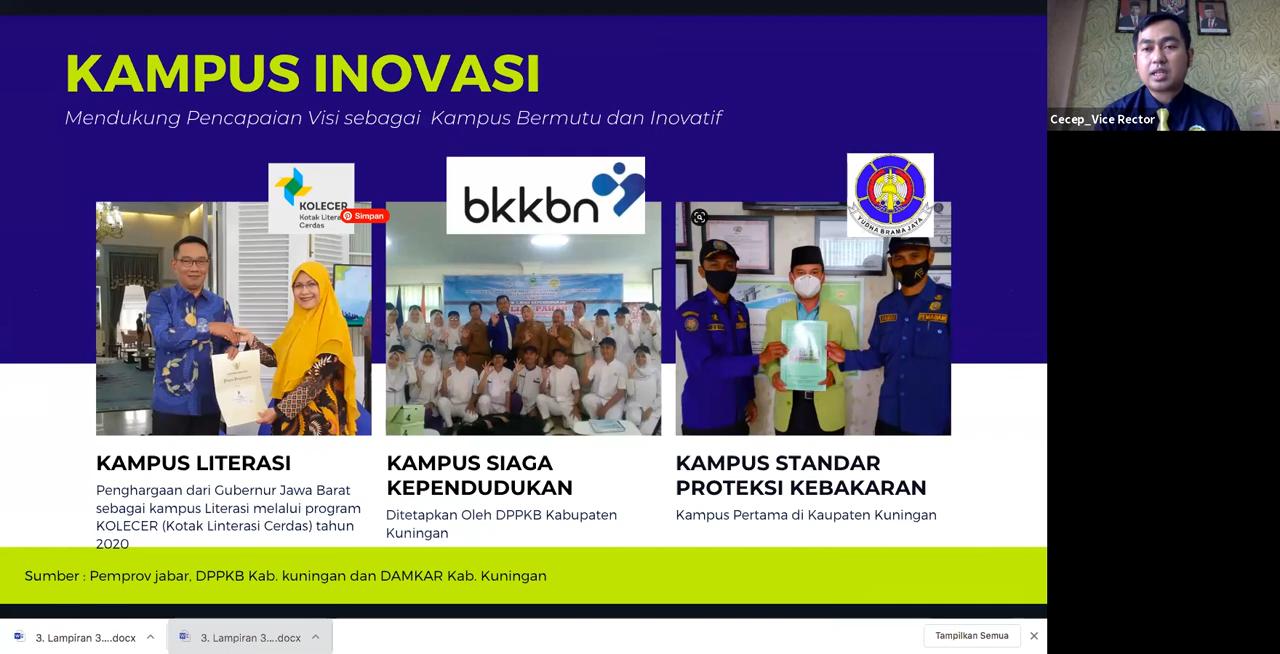 KAMPUS INOVASI
Mendukung Pencapaian Visi sebagai Kampus Bermutu dan Inovatif
Cecep_Vice Rector
KOLECER
Kotak Litera
Cerdas
Simpan
bkkbn
YUDHA BRAMA JAYA
KAMPUS LITERASI
Penghargaan dari Gubernur Jawa Barat
sebagai kampus Literasi melalui program
KOLECER (Kotak Linterasi Cerdas) tahun
2020
KAMPUS SIAGA
KEPENDUDUKAN
Ditetapkan Oleh DPPKB Kabupaten
Kuningan
KAMPUS STANDAR
PROTEKSI KEBAKARAN
Kampus Pertama di Kaupaten Kuningan
Sumber : Pemprov jabar, DPPKB Kab. kuningan dan DAMKAR Kab. Kuningan
3. Lampiran 3....docx
3. Lampiran 3....docx
Tampilkan Semua